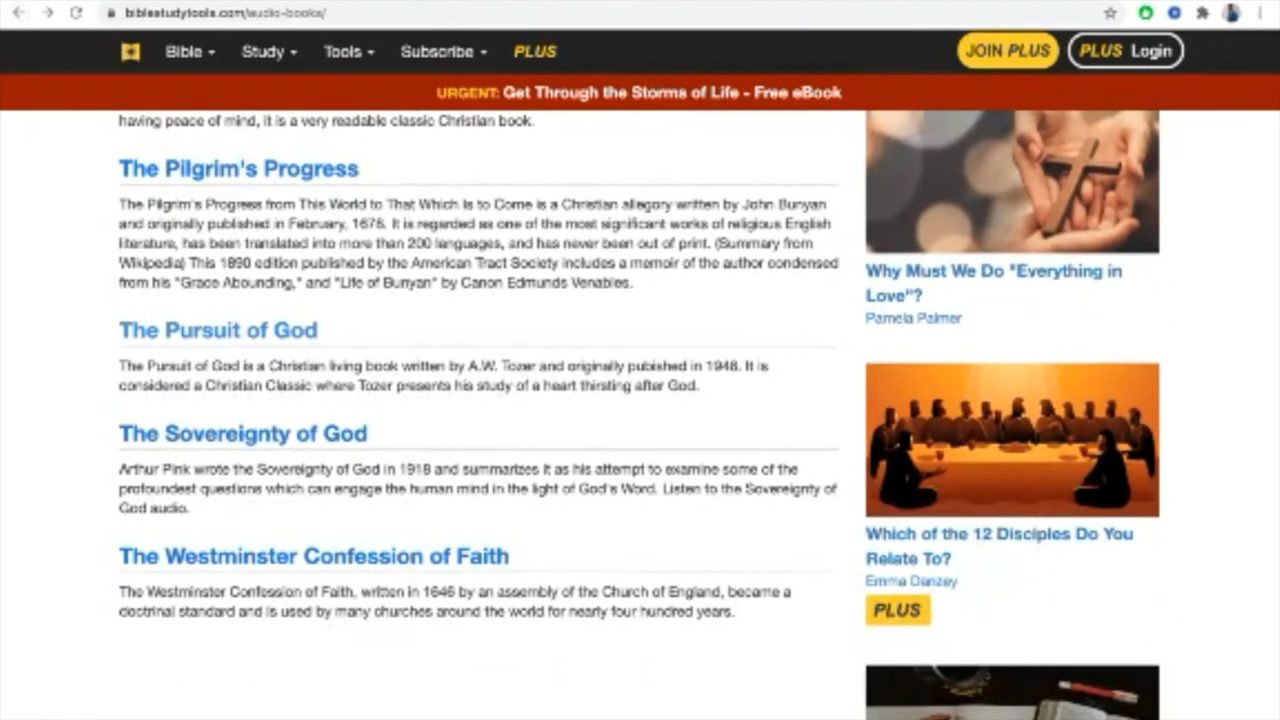 biblestudytools.com/audio-books/
Bible
Study
Tools
Subscribe
PLUS
JOIN PLUS
PLUS Login
URGENT: Get Through the Storms of Life - Free eBook
having peace of mind, it is a very readable classic Christian book.
The Pilgrim's Progress
The Pilgrim's Progress from This World to That Which Is to Come is a Christian allegory written by John Bunyan
and originally published in February, 1678. It is regarded as one of the most significant works of religious English
literature, has been translated into more than 200 languages, and has never been out of print. (Summary from
Wikipedia) This 1890 edition published by the American Tract Society includes a memoir of the author condensed
from his "Grace Abounding," and "Life of Bunyan" by Canon Edmunds Venables.
The Pursuit of God
The Pursuit of God is a Christian living book written by A.W. Tozer and originally pubished in 1948. It is
considered a Christian Classic where Tozer presents his study of a heart thirsting after God.
The Sovereignty of God
Arthur Pink wrote the Sovereignty of God in 1918 and summarizes it as his attempt to examine some of the
profoundest questions which can engage the human mind in the light of God's Word. Listen to the Sovereignty of
God audio.
The Westminster Confession of Faith
The Westminster Confession of Faith, written in 1646 by an assembly of the Church of England, became a
doctrinal standard and is used by many churches around the world for nearly four hundred years.
Why Must We Do "Everything in
Love"?
Pamela Palmer
Which of the 12 Disciples Do You
Relate To?
Emma Danzey
PLUS